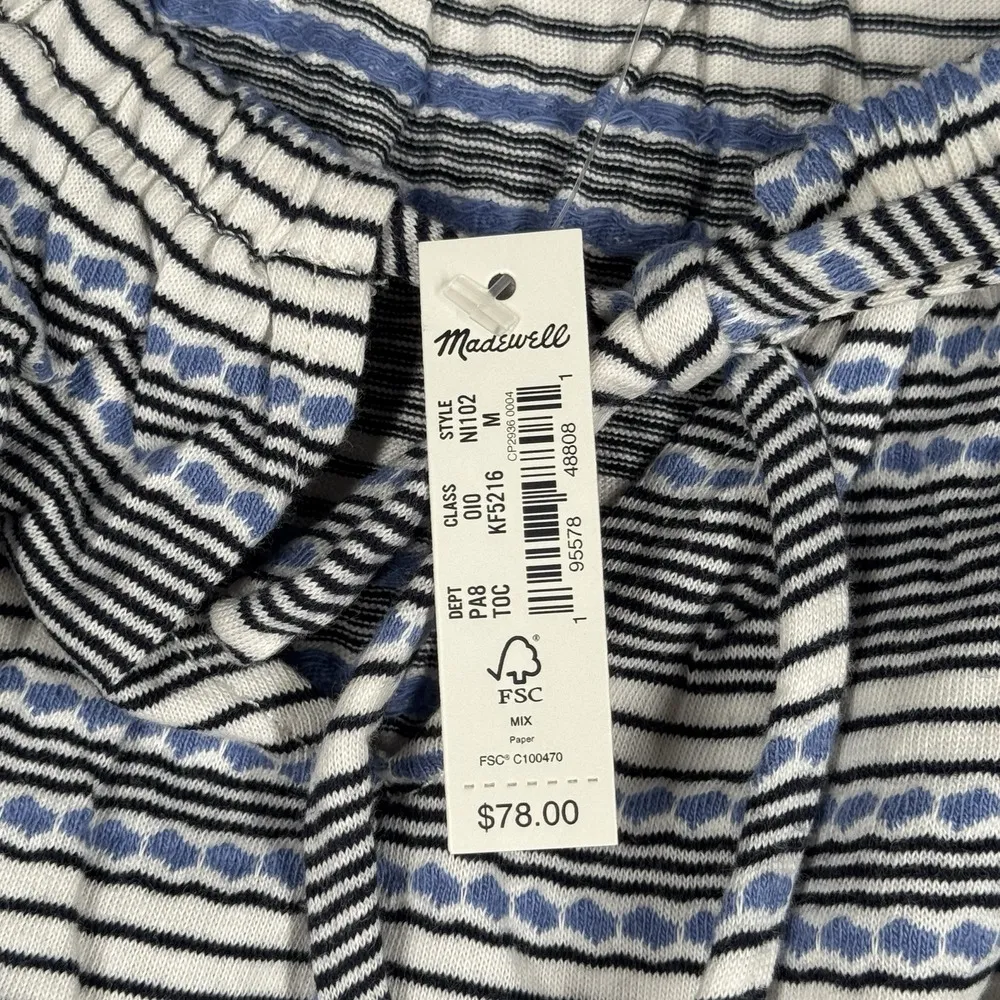 Madewell
STYLE
NI102
M
CLASS
0I0
KF5216
DEPT
PA8
TOC
CP2936 0004
1 95578 48808 1
®
FSC
MIX
Paper
FSC® C100470
$78.00